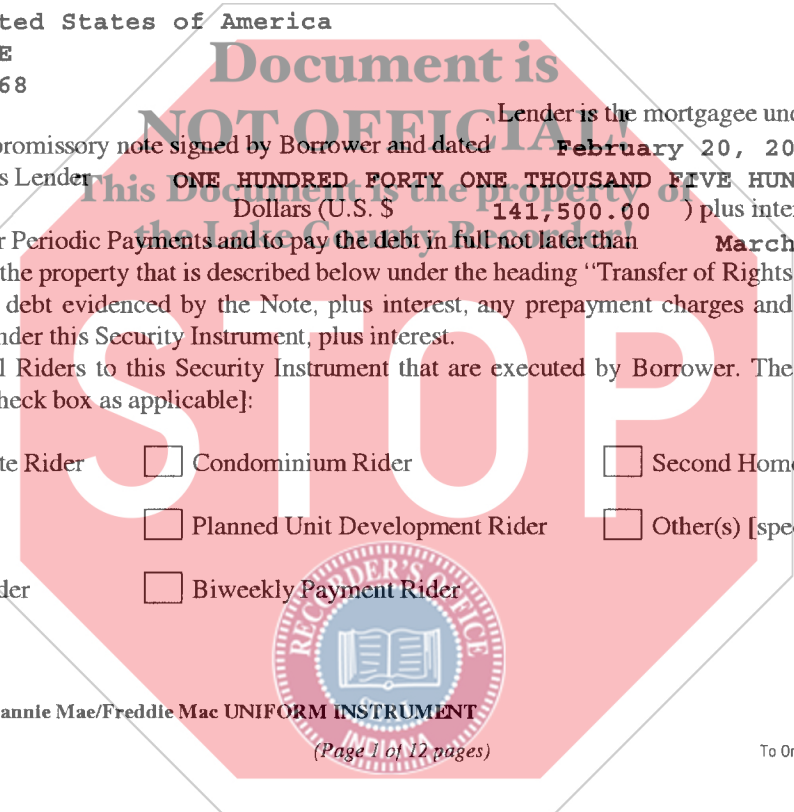 ted States of America
E
68
Document is
NOT OFFICIAL!
This Document is the property of
the Lake County Recorder!
. Lender is the mortgagee und
promissory note signed by Borrower and dated February 20, 20
s Lender ONE HUNDRED FORTY ONE THOUSAND FIVE HUN
Dollars (U.S. $ 141,500.00 ) plus inte
r Periodic Payments and to pay the debt in full not later than March
the property that is described below under the heading “Transfer of Rights
debt evidenced by the Note, plus interest, any prepayment charges and
nder this Security Instrument, plus interest.
l Riders to this Security Instrument that are executed by Borrower. The
heck box as applicable]:
STOP
te Rider Condominium Rider Second Home
Planned Unit Development Rider Other(s) [spe
der Biweekly Payment Rider
RECORDER'S OFFICE
INDIANA
annie Mae/Freddie Mac UNIFORM INSTRUMENT
(Page 1 of 12 pages) To Or